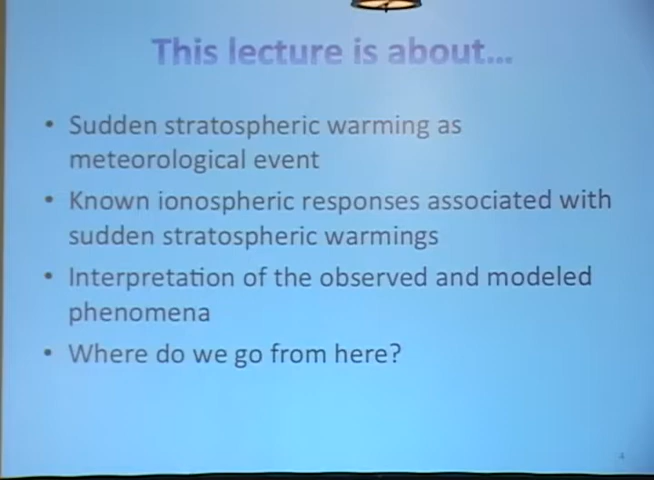 This lecture is about...
• Sudden stratospheric warming as
meteorological event
• Known ionospheric responses associated with
sudden stratospheric warmings
• Interpretation of the observed and modeled
phenomena
• Where do we go from here?